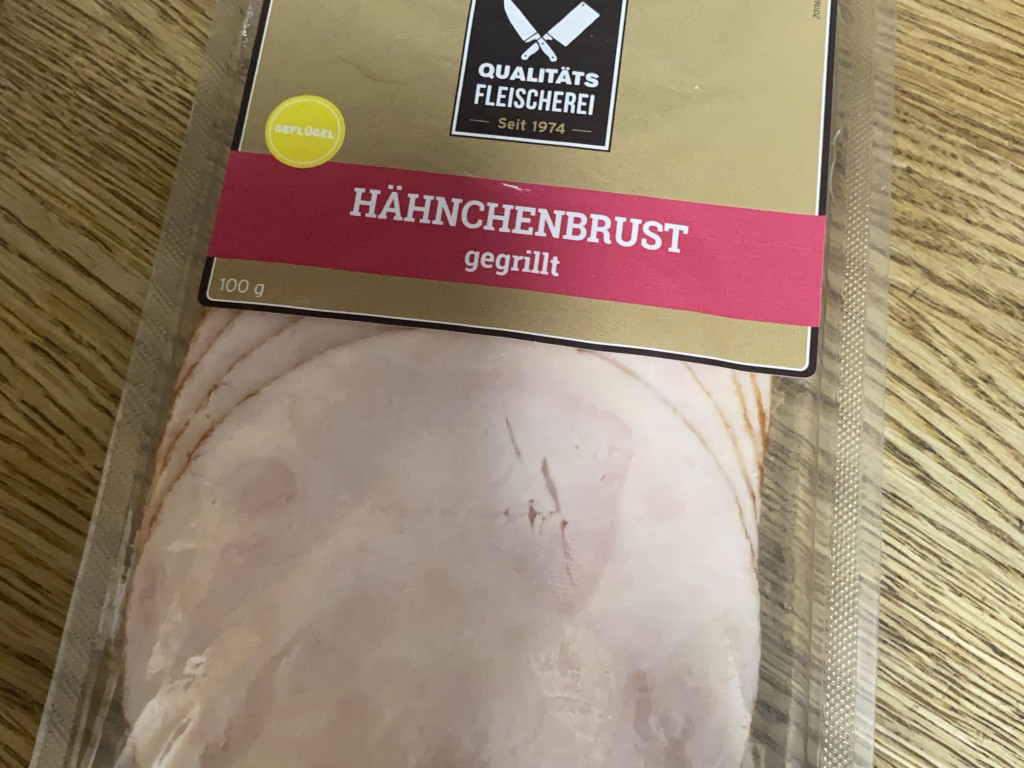 QUALITÄTS
FLEISCHEREI
Seit 1974
GEFLÜGEL
HÄHNCHENBRUST
gegrillt
100 g